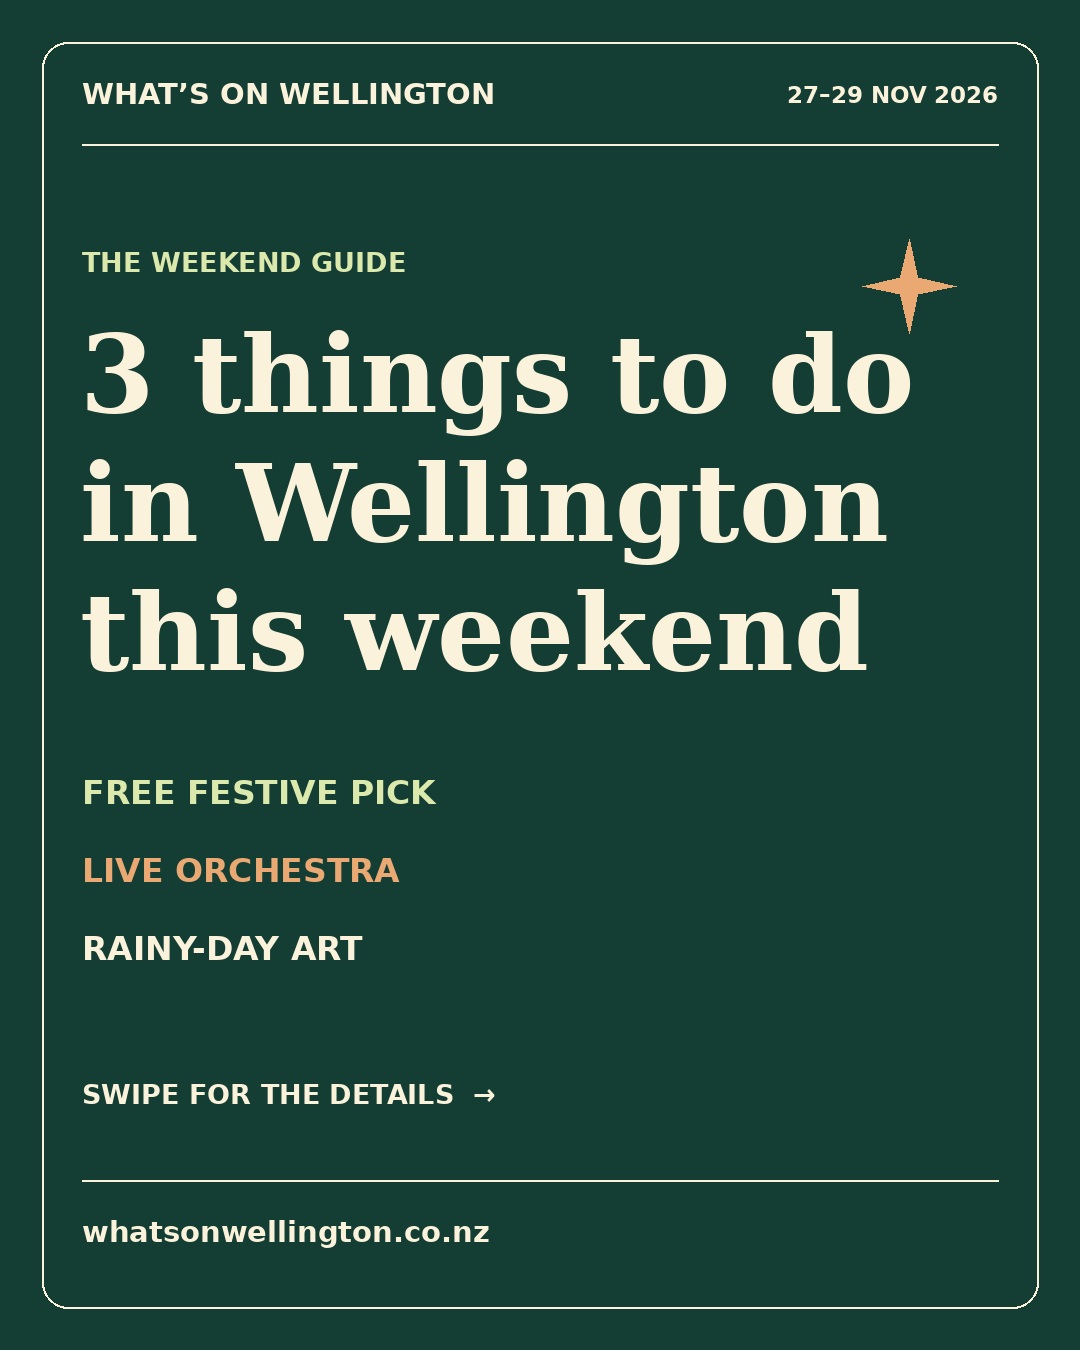 WHAT’S ON WELLINGTON
27–29 NOV 2026
THE WEEKEND GUIDE
3 things to do
in Wellington
this weekend
FREE FESTIVE PICK
LIVE ORCHESTRA
RAINY-DAY ART
SWIPE FOR THE DETAILS →
whatsonwellington.co.nz